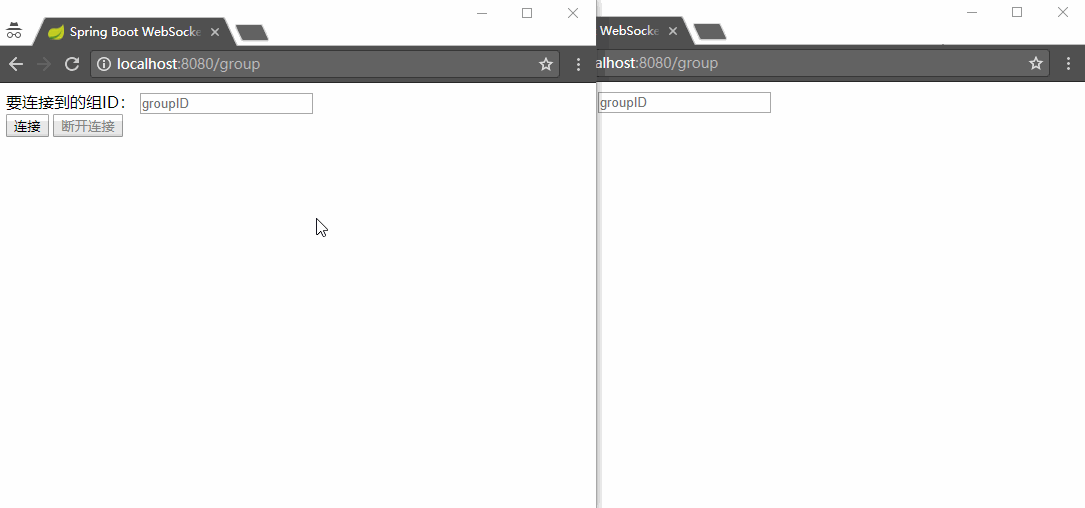 Spring Boot WebSocke
localhost:8080/group
要连接到的组ID：
groupID
连接
断开连接
WebSocke
alhost:8080/group
groupID